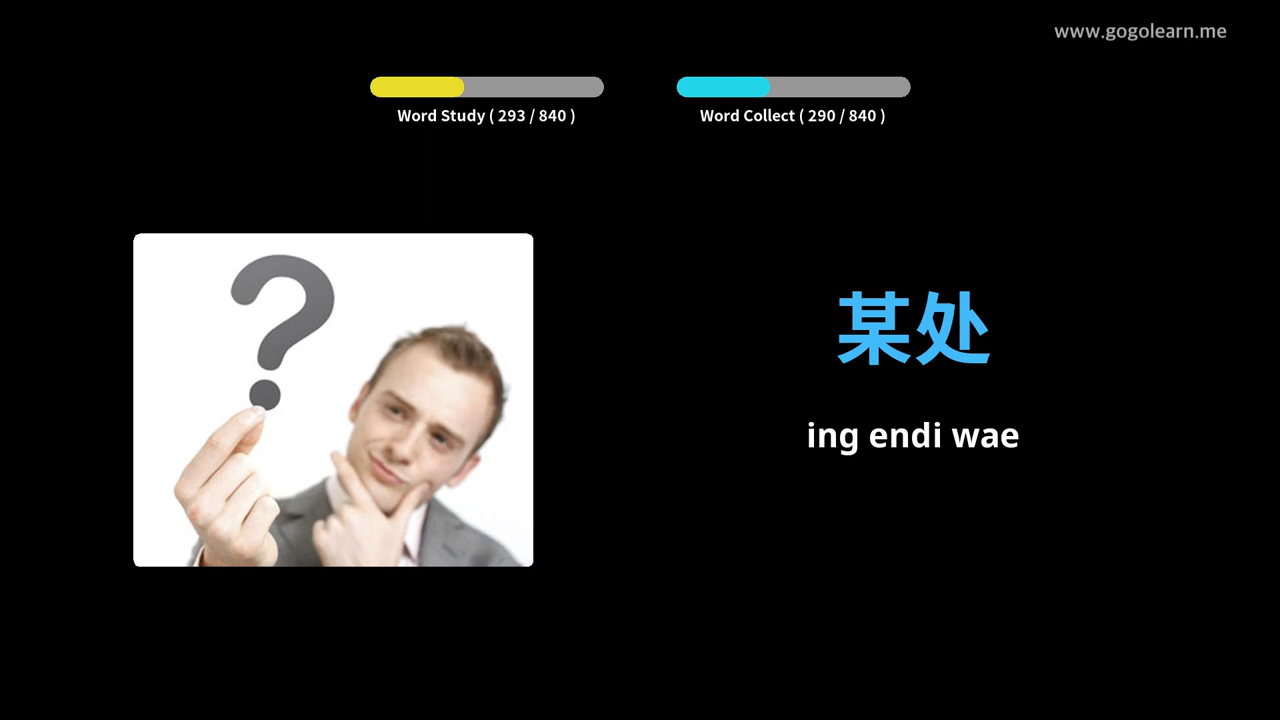 www.gogolearn.me
Word Study ( 293 / 840 )
Word Collect ( 290 / 840 )
某处
ing endi wae